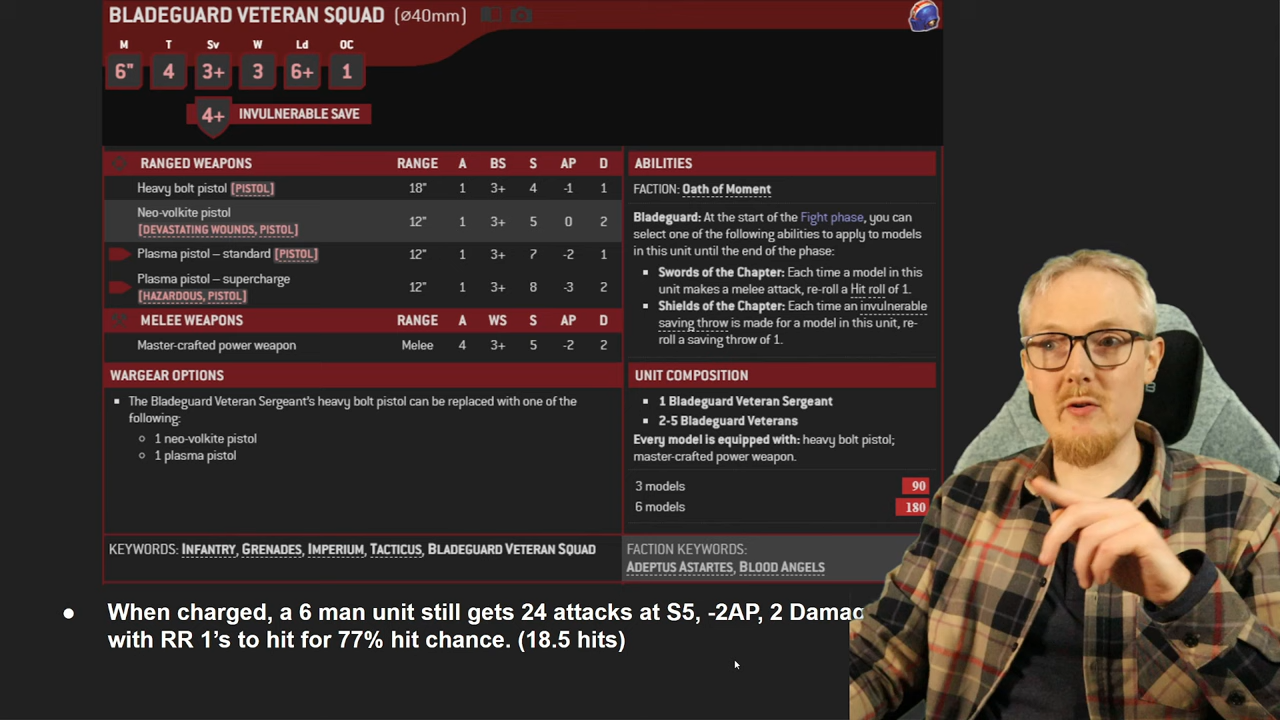 BLADEGUARD VETERAN SQUAD (⌀40mm)
M T Sv W Ld OC
6" 4 3+ 3 6+ 1
4+ INVULNERABLE SAVE
RANGED WEAPONS RANGE A BS S AP D
Heavy bolt pistol [PISTOL] 18" 1 3+ 4 -1 1
Neo-volkite pistol
[DEVASTATING WOUNDS, PISTOL] 12" 1 3+ 5 0 2
Plasma pistol – standard [PISTOL] 12" 1 3+ 7 -2 1
Plasma pistol – supercharge
[HAZARDOUS, PISTOL] 12" 1 3+ 8 -3 2
MELEE WEAPONS RANGE A WS S AP D
Master-crafted power weapon Melee 4 3+ 5 -2 2
WARGEAR OPTIONS
The Bladeguard Veteran Sergeant's heavy bolt pistol can be replaced with one of the
following:
1 neo-volkite pistol
1 plasma pistol
ABILITIES
FACTION: Oath of Moment
Bladeguard: At the start of the Fight phase, you can
select one of the following abilities to apply to models
in this unit until the end of the phase:
Swords of the Chapter: Each time a model in this
unit makes a melee attack, re-roll a Hit roll of 1.
Shields of the Chapter: Each time an invulnerable
saving throw is made for a model in this unit, re-
roll a saving throw of 1.
UNIT COMPOSITION
1 Bladeguard Veteran Sergeant
2-5 Bladeguard Veterans
Every model is equipped with: heavy bolt pistol;
master-crafted power weapon.
3 models 90
6 models 180
KEYWORDS: INFANTRY, GRENADES, IMPERIUM, TACTICUS, BLADEGUARD VETERAN SQUAD
FACTION KEYWORDS:
ADEPTUS ASTARTES, BLOOD ANGELS
● When charged, a 6 man unit still gets 24 attacks at S5, -2AP, 2 Damag
with RR 1's to hit for 77% hit chance. (18.5 hits)